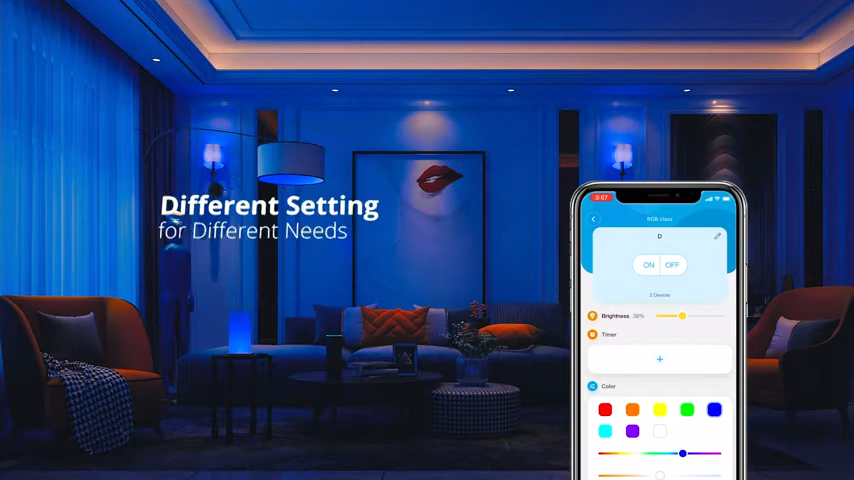 Different Setting
for Different Needs
3:57
RGB class
D
ON OFF
2 Devices
Brightness 38%
Timer
+
Color